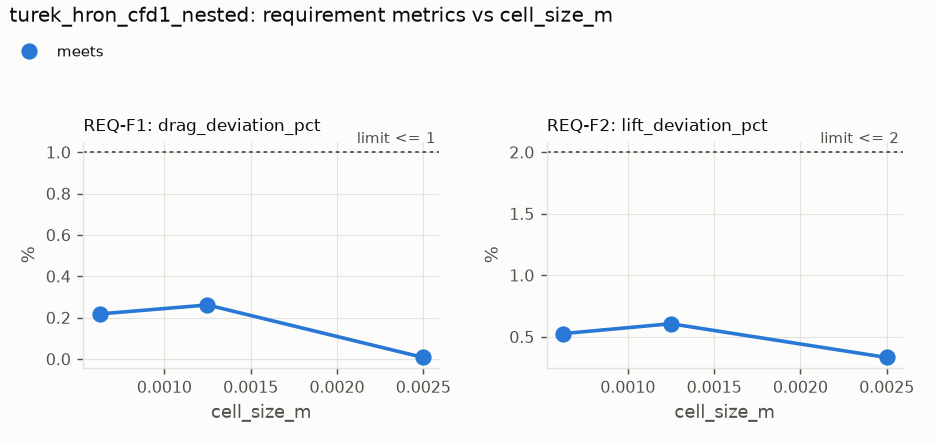 turek_hron_cfd1_nested: requirement metrics vs cell_size_m
meets
REQ-F1: drag_deviation_pct
limit <= 1
1.0
0.8
0.6
0.4
0.2
0.0
%
0.0010 0.0015 0.0020 0.0025
cell_size_m
REQ-F2: lift_deviation_pct
limit <= 2
2.0
1.5
1.0
0.5
%
0.0010 0.0015 0.0020 0.0025
cell_size_m